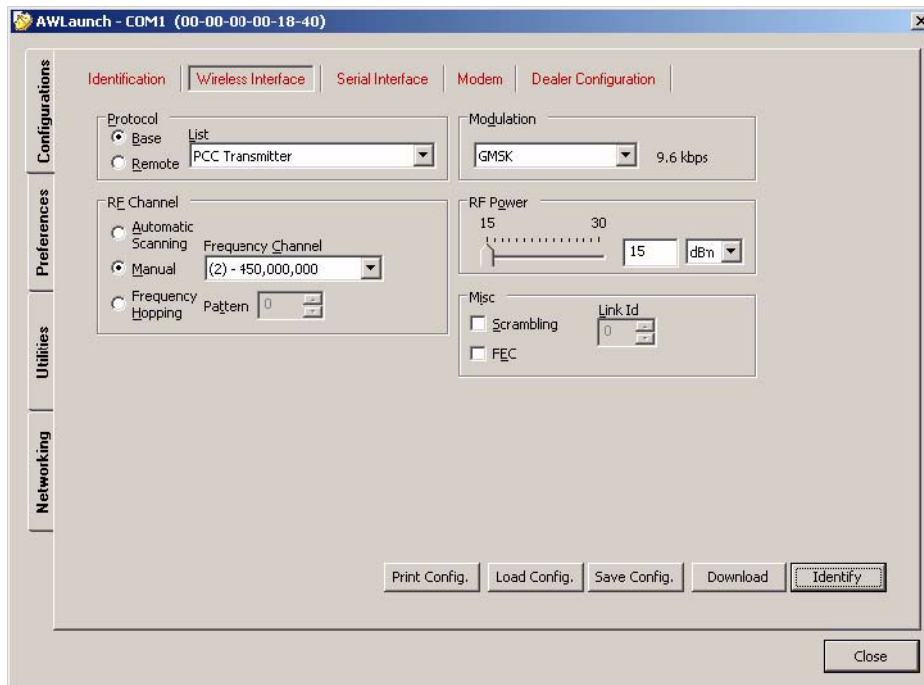 AWLaunch - COM1 (00-00-00-00-18-40)
Configurations
Preferences
Utilities
Networking
Identification
Wireless Interface
Serial Interface
Modem
Dealer Configuration
Protocol
Base
Remote
List
PCC Transmitter
Modulation
GMSK
9.6 kbps
RF Channel
Automatic
Scanning
Manual
Frequency
Hopping
Frequency Channel
(2) - 450,000,000
Pattern
0
RF Power
15
30
15
dBm
Misc
Scrambling
FEC
Link Id
0
Print Config.
Load Config.
Save Config.
Download
Identify
Close